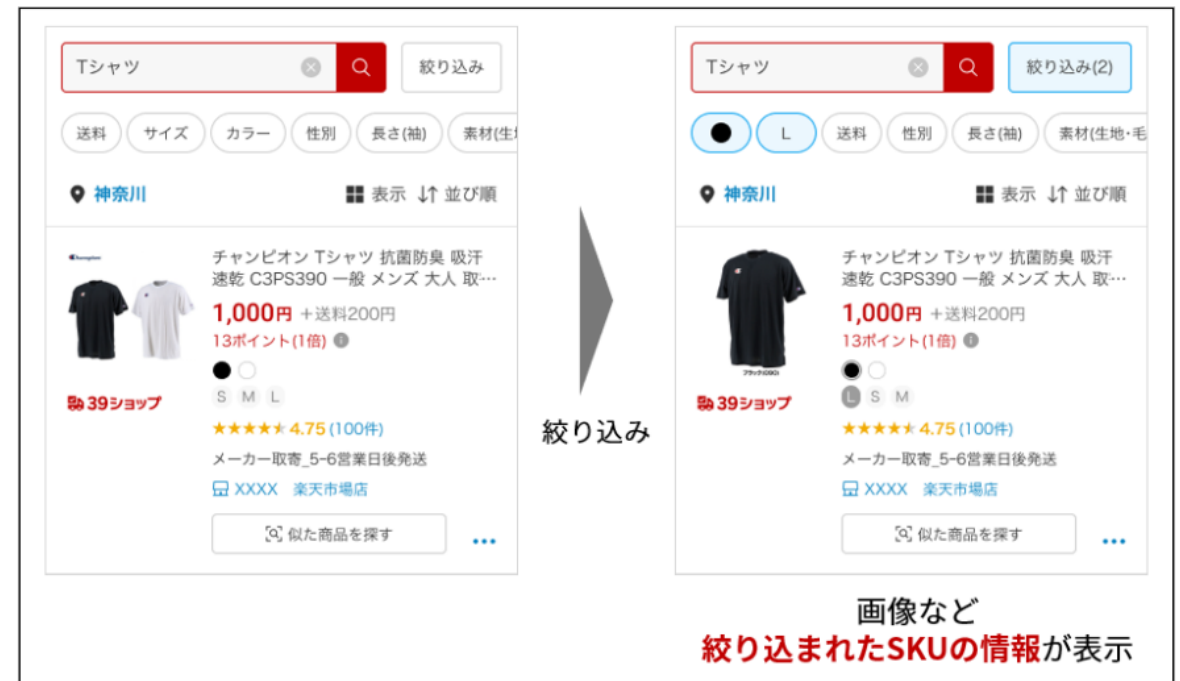 Tシャツ
絞り込み
送料
サイズ
カラー
性別
長さ(袖)
素材(生
神奈川
表示
並び順
Champion
チャンピオン Tシャツ 抗菌防臭 吸汗
速乾 C3PS390 一般 メンズ 大人 取…
1,000円 +送料200円
13ポイント(1倍)
S M L
39ショップ
4.75 (100件)
メーカー取寄_5-6営業日後発送
XXXX 楽天市場店
似た商品を探す
絞り込み
Tシャツ
絞り込み(2)
L
送料
性別
長さ(袖)
素材(生地・毛
神奈川
表示
並び順
チャンピオン Tシャツ 抗菌防臭 吸汗
速乾 C3PS390 一般 メンズ 大人 取…
1,000円 +送料200円
13ポイント(1倍)
ブラック(090)
L S M
39ショップ
4.75 (100件)
メーカー取寄_5-6営業日後発送
XXXX 楽天市場店
似た商品を探す
画像など
絞り込まれたSKUの情報が表示